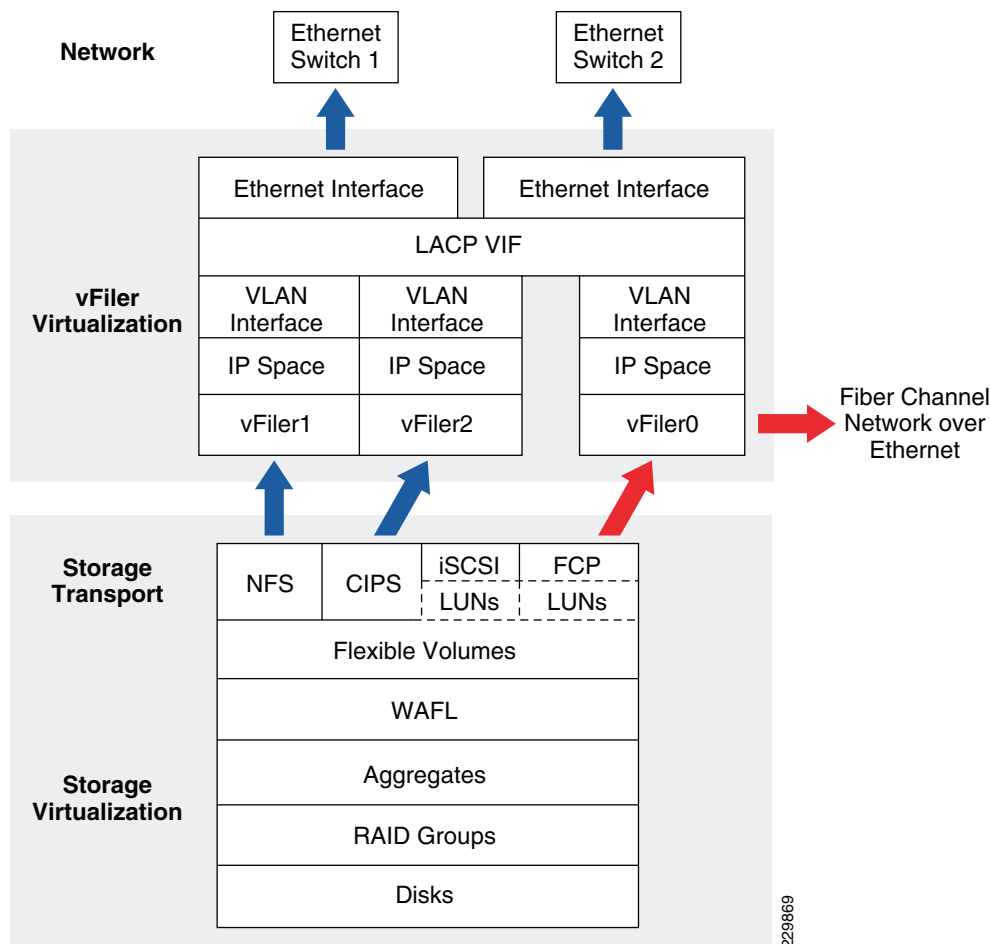 Network
Ethernet
Switch 1
Ethernet
Switch 2
Ethernet Interface
Ethernet Interface
LACP VIF
vFiler
Virtualization
VLAN
Interface
VLAN
Interface
VLAN
Interface
IP Space
IP Space
IP Space
vFiler1
vFiler2
vFiler0
Fiber Channel
Network over
Ethernet
Storage
Transport
NFS
CIPS
iSCSI
LUNs
FCP
LUNs
Flexible Volumes
WAFL
Storage
Virtualization
Aggregates
RAID Groups
Disks
229869